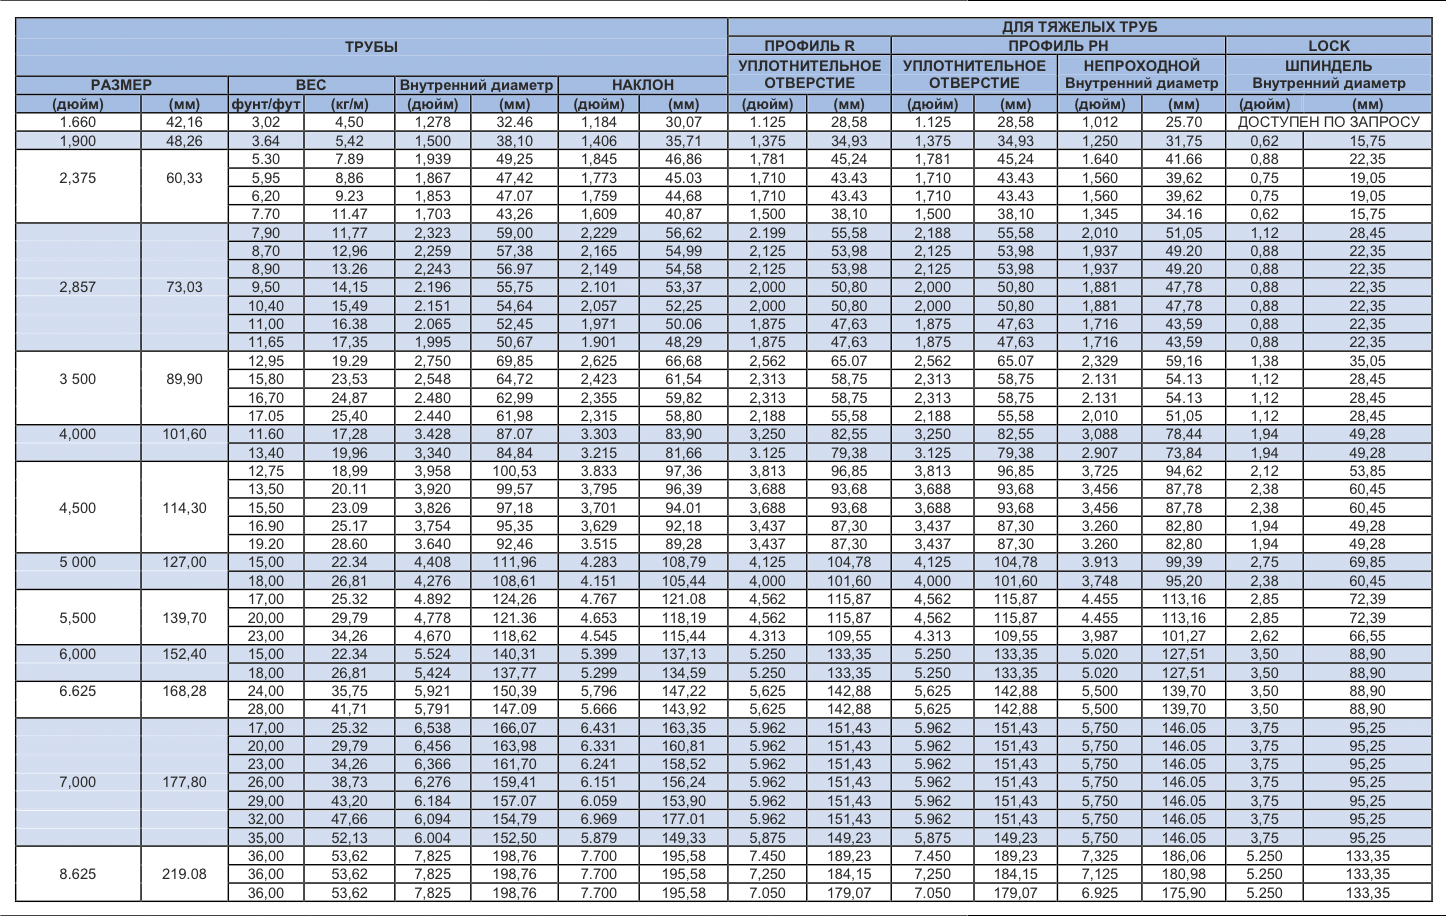 ДЛЯ ТЯЖЕЛЫХ ТРУБ
ТРУБЫ ПРОФИЛЬ R ПРОФИЛЬ PH LOCK
УПЛОТНИТЕЛЬНОЕ УПЛОТНИТЕЛЬНОЕ НЕПРОХОДНОЙ ШПИНДЕЛЬ
РАЗМЕР ВЕС Внутренний диаметр НАКЛОН ОТВЕРСТИЕ ОТВЕРСТИЕ Внутренний диаметр Внутренний диаметр
(дюйм) (мм) фунт/фут (кг/м) (дюйм) (мм) (дюйм) (мм) (дюйм) (мм) (дюйм) (мм) (дюйм) (мм) (дюйм) (мм)
1.660 42,16 3,02 4,50 1,278 32.46 1,184 30,07 1.125 28,58 1.125 28,58 1,012 25.70 ДОСТУПЕН ПО ЗАПРОСУ
1,900 48,26 3.64 5,42 1,500 38,10 1,406 35,71 1,375 34,93 1,375 34,93 1,250 31,75 0,62 15,75
5.30 7.89 1,939 49,25 1,845 46,86 1,781 45,24 1,781 45,24 1.640 41.66 0,88 22,35
2,375 60,33 5,95 8,86 1,867 47,42 1,773 45.03 1,710 43.43 1,710 43.43 1,560 39,62 0,75 19,05
6,20 9.23 1,853 47.07 1,759 44,68 1,710 43.43 1,710 43.43 1,560 39,62 0,75 19,05
7.70 11.47 1,703 43,26 1,609 40,87 1,500 38,10 1,500 38,10 1,345 34.16 0,62 15,75
7,90 11,77 2,323 59,00 2,229 56,62 2.199 55,58 2,188 55,58 2,010 51,05 1,12 28,45
8,70 12,96 2,259 57,38 2,165 54,99 2,125 53,98 2,125 53,98 1,937 49.20 0,88 22,35
8,90 13.26 2,243 56.97 2,149 54,58 2,125 53,98 2,125 53,98 1,937 49.20 0,88 22,35
2,857 73,03 9,50 14,15 2.196 55,75 2.101 53,37 2,000 50,80 2,000 50,80 1,881 47,78 0,88 22,35
10,40 15,49 2.151 54,64 2,057 52,25 2,000 50,80 2,000 50,80 1,881 47,78 0,88 22,35
11,00 16.38 2.065 52,45 1,971 50.06 1,875 47,63 1,875 47,63 1,716 43,59 0,88 22,35
11,65 17,35 1,995 50,67 1.901 48,29 1,875 47,63 1,875 47,63 1,716 43,59 0,88 22,35
12,95 19.29 2,750 69,85 2,625 66,68 2,562 65.07 2,562 65.07 2,329 59,16 1,38 35,05
3 500 89,90 15,80 23,53 2,548 64,72 2,423 61,54 2,313 58,75 2,313 58,75 2.131 54.13 1,12 28,45
16,70 24,87 2.480 62,99 2,355 59,82 2,313 58,75 2,313 58,75 2.131 54.13 1,12 28,45
17.05 25,40 2.440 61,98 2,315 58,80 2,188 55,58 2,188 55,58 2,010 51,05 1,12 28,45
4,000 101,60 11.60 17,28 3.428 87.07 3.303 83,90 3,250 82,55 3,250 82,55 3,088 78,44 1,94 49,28
13,40 19,96 3,340 84,84 3.215 81,66 3.125 79,38 3.125 79,38 2.907 73,84 1,94 49,28
12,75 18,99 3,958 100,53 3.833 97,36 3,813 96,85 3,813 96,85 3,725 94,62 2,12 53,85
13,50 20.11 3,920 99,57 3,795 96,39 3,688 93,68 3,688 93,68 3,456 87,78 2,38 60,45
4,500 114,30 15,50 23.09 3,826 97,18 3,701 94.01 3,688 93,68 3,688 93,68 3,456 87,78 2,38 60,45
16.90 25.17 3,754 95,35 3,629 92,18 3,437 87,30 3,437 87,30 3.260 82,80 1,94 49,28
19.20 28.60 3.640 92,46 3.515 89,28 3,437 87,30 3,437 87,30 3.260 82,80 1,94 49,28
5 000 127,00 15,00 22.34 4,408 111,96 4.283 108,79 4,125 104,78 4,125 104,78 3.913 99,39 2,75 69,85
18,00 26,81 4,276 108,61 4.151 105,44 4,000 101,60 4,000 101,60 3,748 95,20 2,38 60,45
17,00 25.32 4.892 124,26 4.767 121.08 4,562 115,87 4,562 115,87 4.455 113,16 2,85 72,39
5,500 139,70 20,00 29,79 4,778 121.36 4.653 118,19 4,562 115,87 4,562 115,87 4.455 113,16 2,85 72,39
23,00 34,26 4,670 118,62 4.545 115,44 4.313 109,55 4.313 109,55 3,987 101,27 2,62 66,55
6,000 152,40 15,00 22.34 5.524 140,31 5.399 137,13 5.250 133,35 5.250 133,35 5.020 127,51 3,50 88,90
18,00 26,81 5,424 137,77 5.299 134,59 5.250 133,35 5.250 133,35 5.020 127,51 3,50 88,90
6.625 168,28 24,00 35,75 5,921 150,39 5,796 147,22 5,625 142,88 5,625 142,88 5,500 139,70 3,50 88,90
28,00 41,71 5,791 147.09 5.666 143,92 5,625 142,88 5,625 142,88 5,500 139,70 3,50 88,90
17,00 25.32 6,538 166,07 6.431 163,35 5.962 151,43 5.962 151,43 5,750 146.05 3,75 95,25
20,00 29,79 6,456 163,98 6.331 160,81 5.962 151,43 5.962 151,43 5,750 146.05 3,75 95,25
23,00 34,26 6,366 161,70 6.241 158,52 5.962 151,43 5.962 151,43 5,750 146.05 3,75 95,25
7,000 177,80 26,00 38,73 6,276 159,41 6.151 156,24 5.962 151,43 5.962 151,43 5,750 146.05 3,75 95,25
29,00 43,20 6.184 157.07 6.059 153,90 5.962 151,43 5.962 151,43 5,750 146.05 3,75 95,25
32,00 47,66 6,094 154,79 6.969 177.01 5.962 151,43 5.962 151,43 5,750 146.05 3,75 95,25
35,00 52,13 6.004 152,50 5.879 149,33 5,875 149,23 5,875 149,23 5,750 146.05 3,75 95,25
36,00 53,62 7,825 198,76 7.700 195,58 7.450 189,23 7.450 189,23 7,325 186,06 5.250 133,35
8.625 219.08 36,00 53,62 7,825 198,76 7.700 195,58 7,250 184,15 7,250 184,15 7,125 180,98 5.250 133,35
36,00 53,62 7,825 198,76 7.700 195,58 7.050 179,07 7.050 179,07 6.925 175,90 5.250 133,35